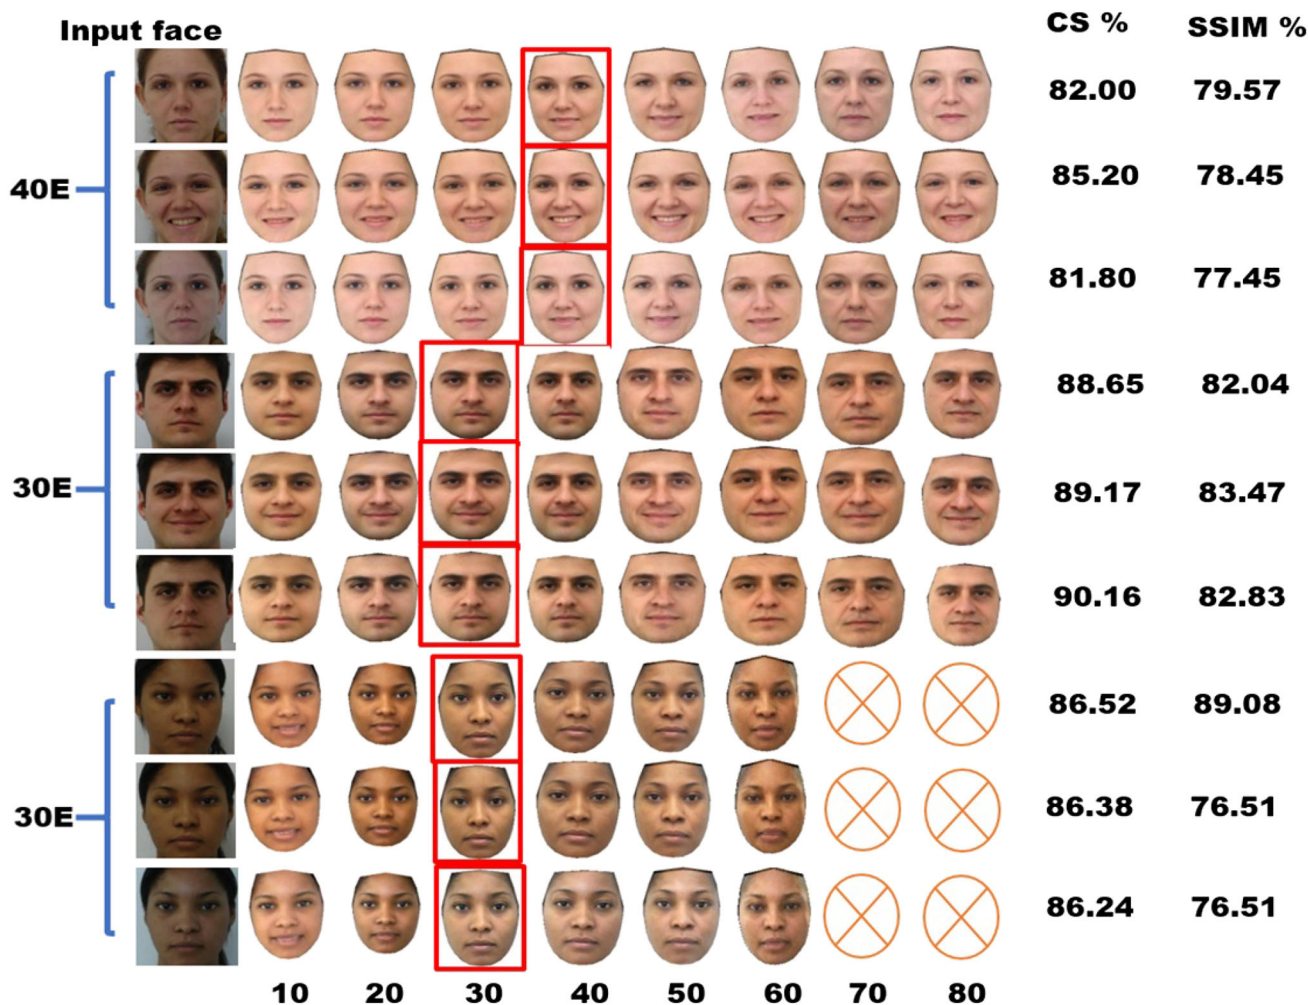 Input face CS % SSIM %
82.00 79.57
40E 85.20 78.45
81.80 77.45
88.65 82.04
30E 89.17 83.47
90.16 82.83
86.52 89.08
30E 86.38 76.51
86.24 76.51
10 20 30 40 50 60 70 80